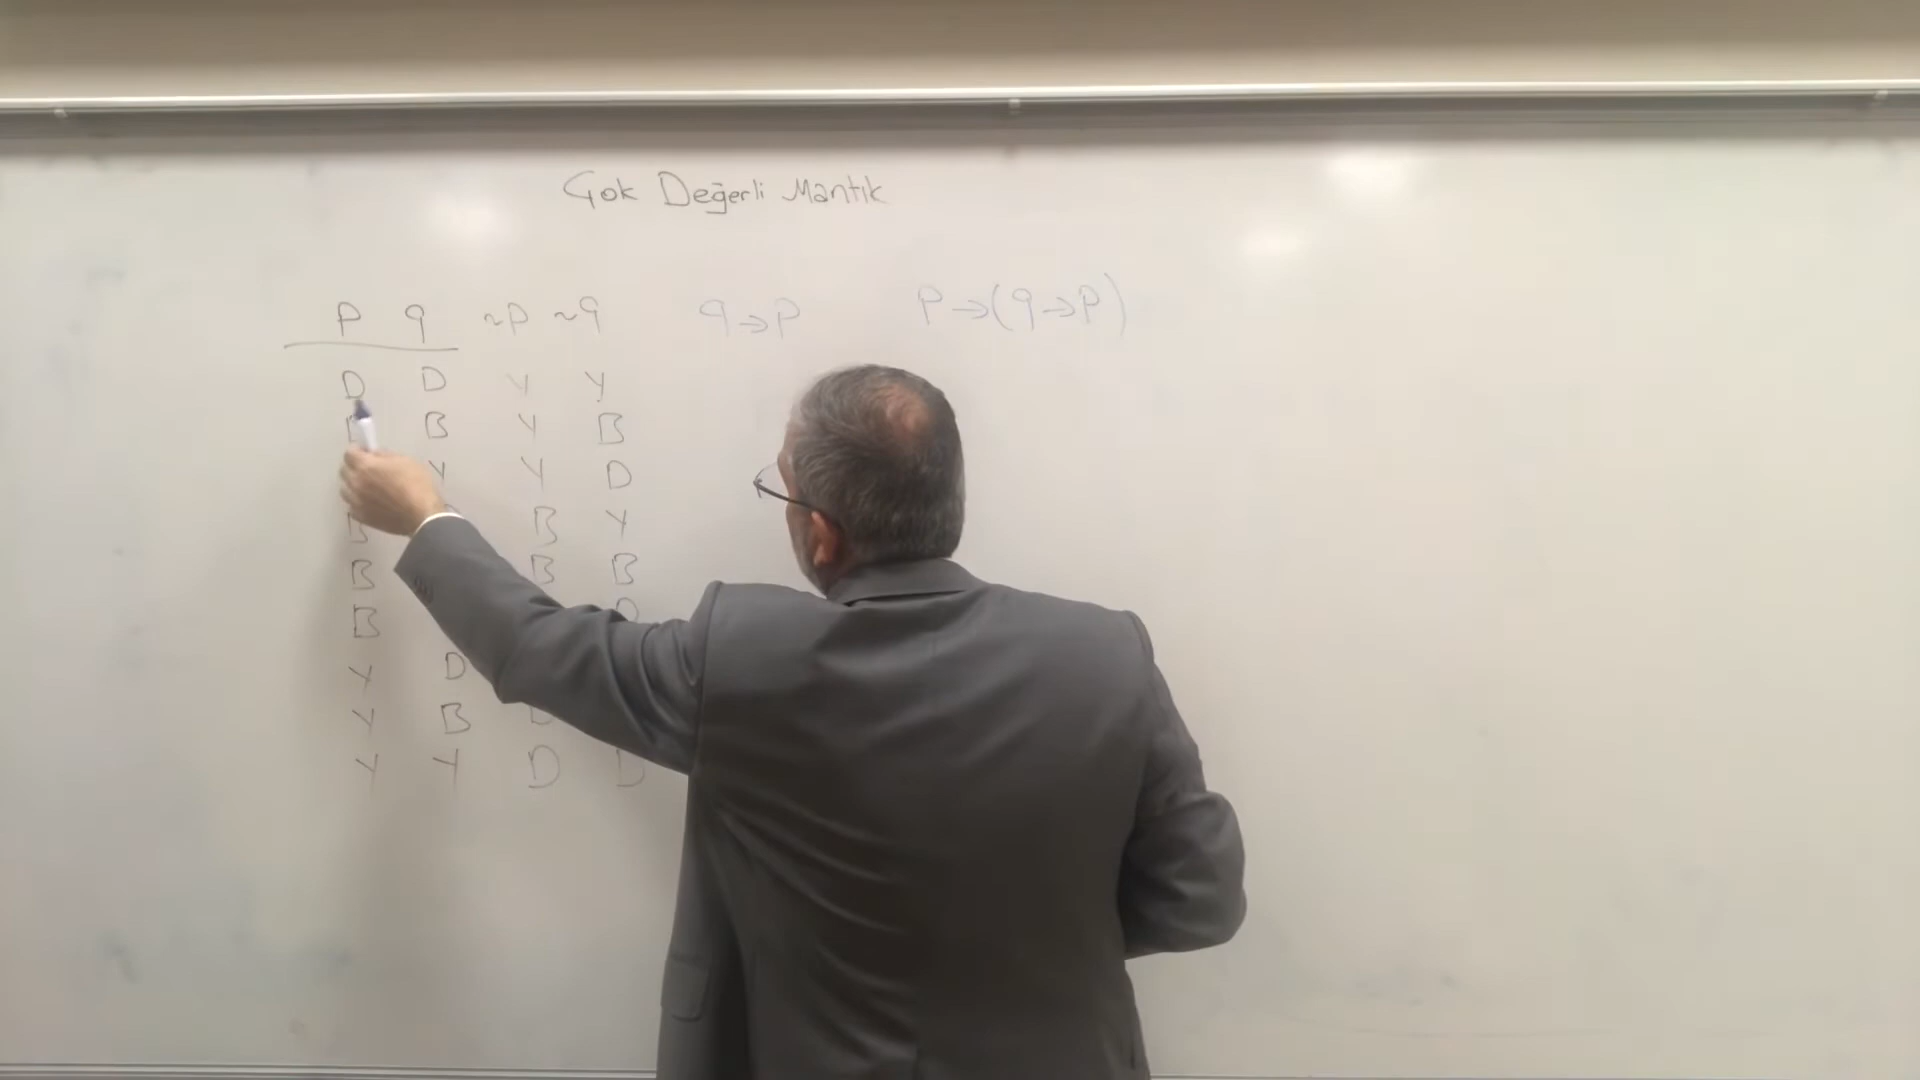 Çok Değerli Mantık
p q ~p ~q q→p p→(q→p)
D D Y Y
B Y B
Y Y D
B B Y
B B B
B D
Y D
Y B D
Y Y D D